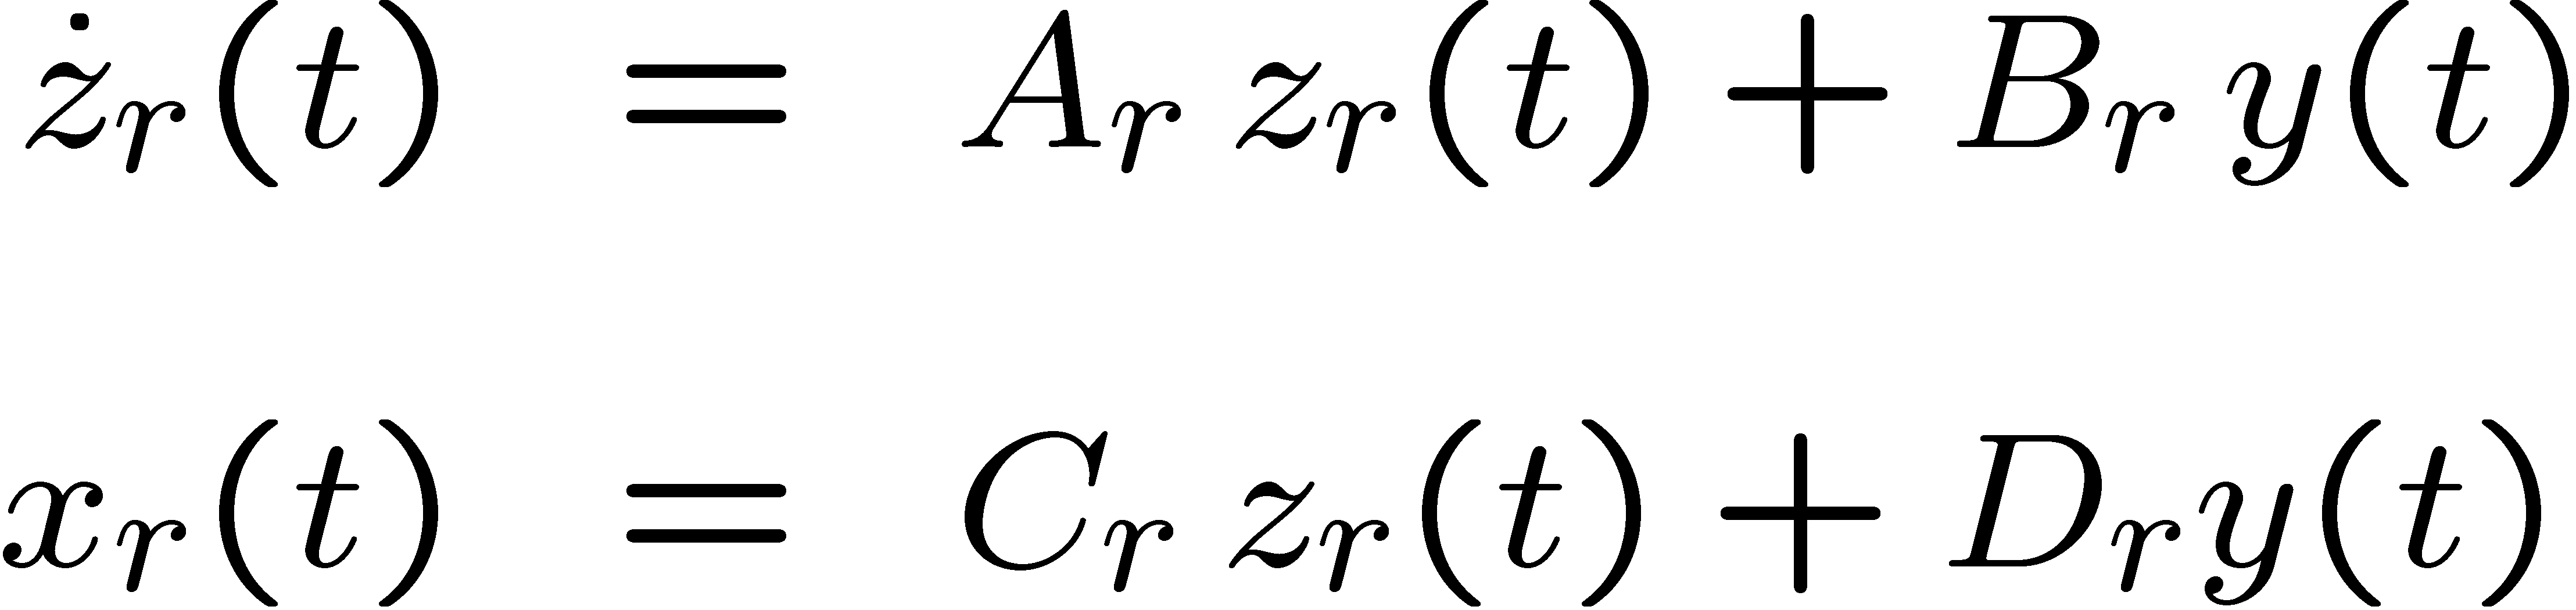 ż_r(t) = A_r z_r(t) + B_r y(t)
x_r(t) = C_r z_r(t) + D_r y(t)